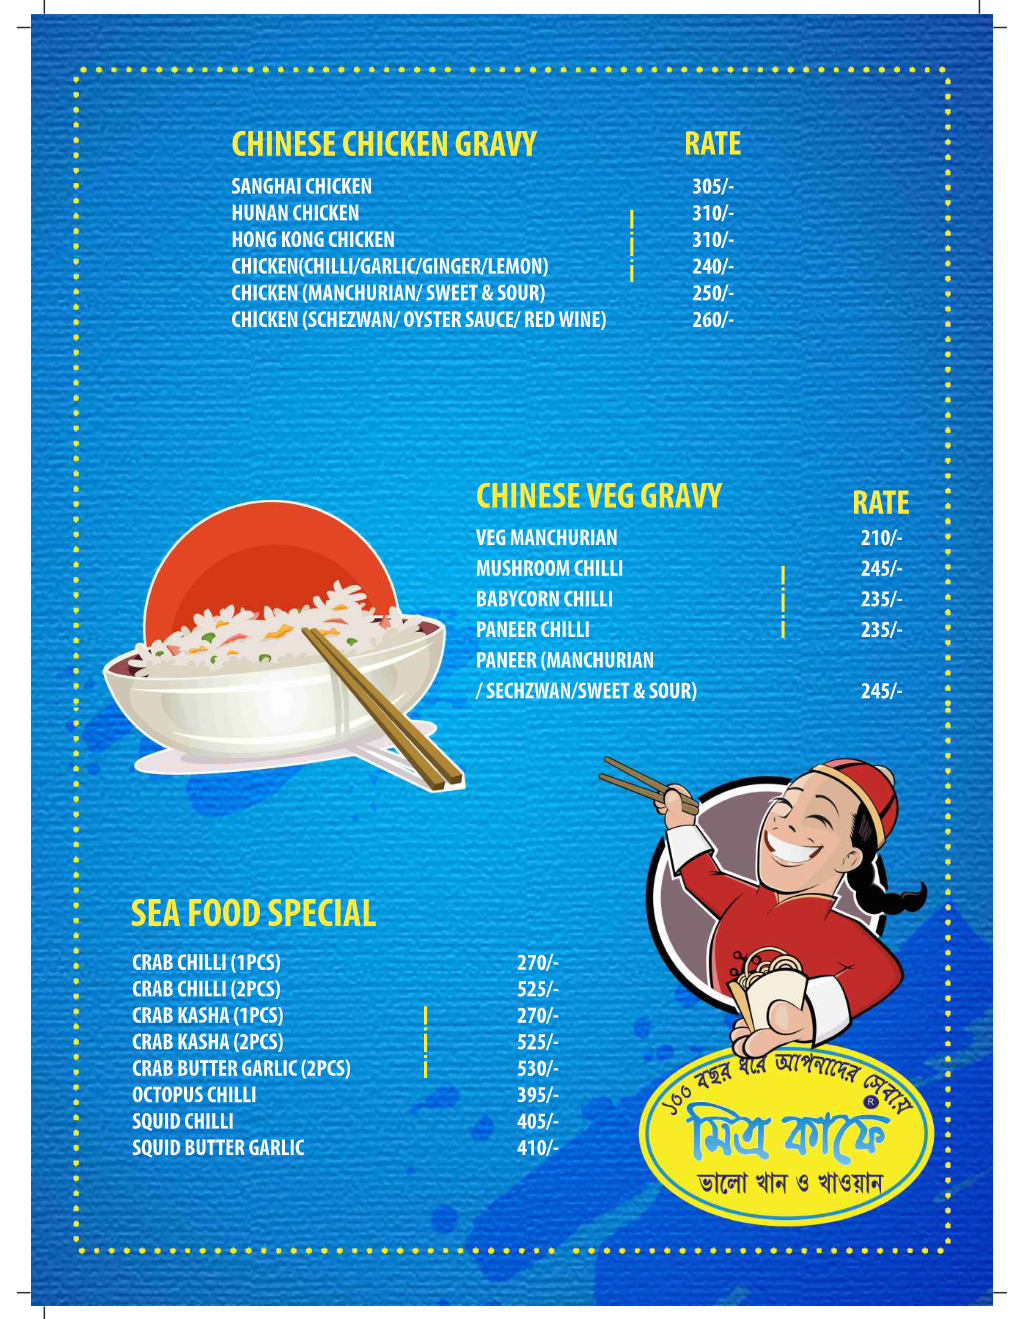 CHINESE CHICKEN GRAVY RATE
SANGHAI CHICKEN 305/-
HUNAN CHICKEN 310/-
HONG KONG CHICKEN 310/-
CHICKEN(CHILLI/GARLIC/GINGER/LEMON) 240/-
CHICKEN (MANCHURIAN/ SWEET & SOUR) 250/-
CHICKEN (SCHEZWAN/ OYSTER SAUCE/ RED WINE) 260/-
CHINESE VEG GRAVY RATE
VEG MANCHURIAN 210/-
MUSHROOM CHILLI 245/-
BABYCORN CHILLI 235/-
PANEER CHILLI 235/-
PANEER (MANCHURIAN
/ SECHZWAN/SWEET & SOUR) 245/-
SEA FOOD SPECIAL
CRAB CHILLI (1PCS) 270/-
CRAB CHILLI (2PCS) 525/-
CRAB KASHA (1PCS) 270/-
CRAB KASHA (2PCS) 525/-
CRAB BUTTER GARLIC (2PCS) 530/-
OCTOPUS CHILLI 395/-
SQUID CHILLI 405/-
SQUID BUTTER GARLIC 410/-
১০০ বছর ধরে আপনাদের সেবায়
মিত্র কাফে ®
ভালো খান ও খাওয়ান